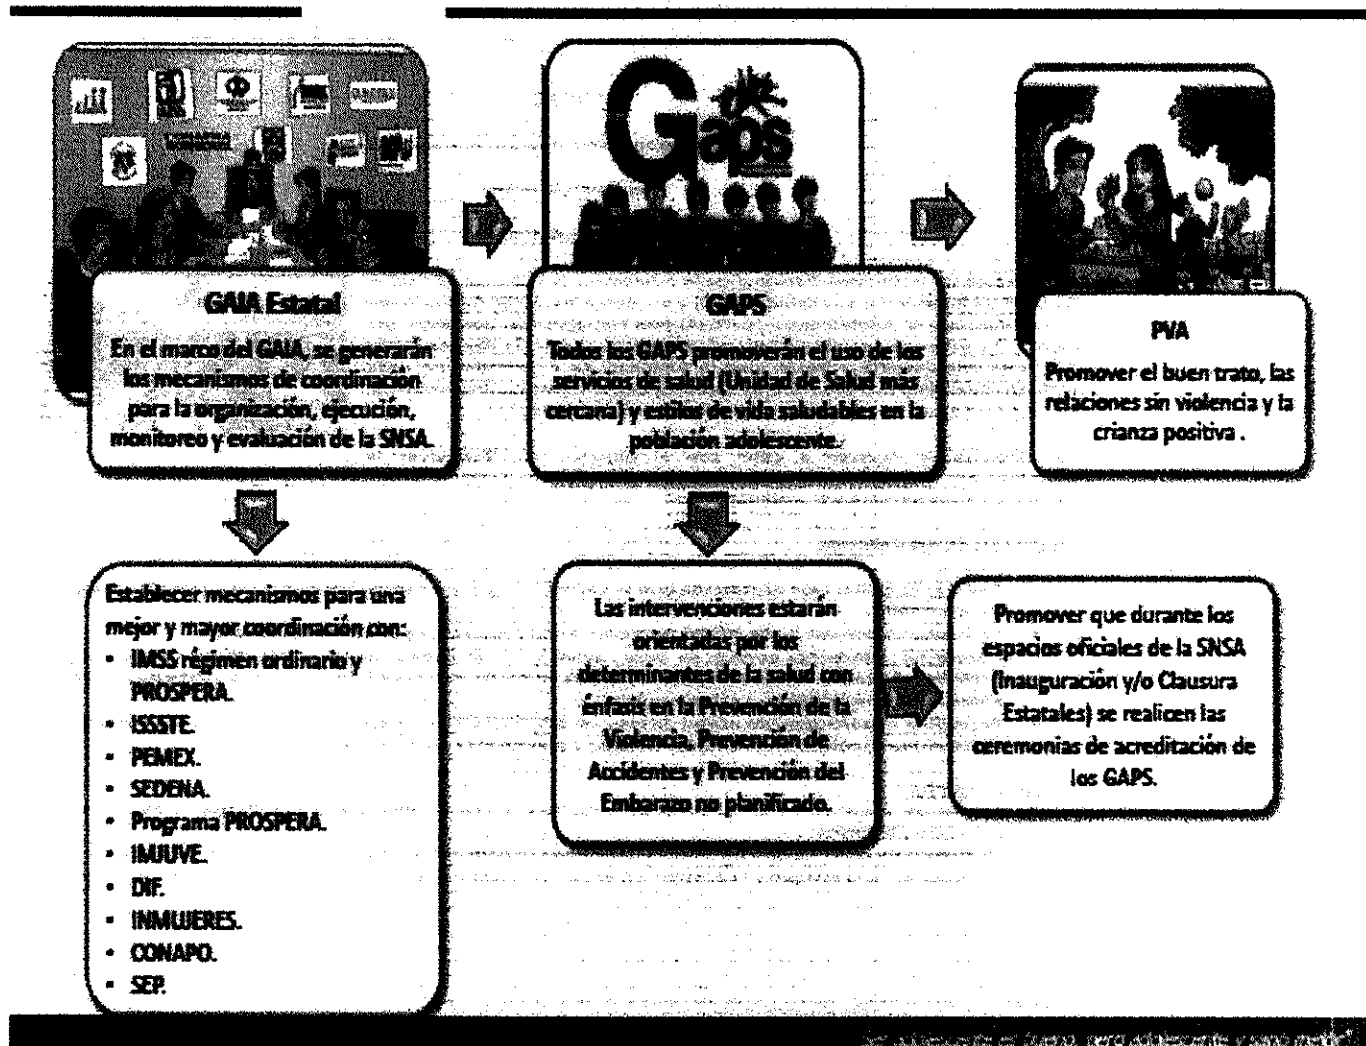 Gaps
GAIA Estatal
En el marco del GAIA, se generarán
los mecanismos de coordinación
para la organización, ejecución,
monitoreo y evaluación de la SNSA.
GAPS
Todos los GAPS promoverán el uso de los
servicios de salud (Unidad de Salud más
cercana) y estilos de vida saludables en la
población adolescente.
PVA
Promover el buen trato, las
relaciones sin violencia y la
crianza positiva .
Establecer mecanismos para una
mejor y mayor coordinación con:
• IMSS régimen ordinario y
PROSPERA.
• ISSSTE.
• PEMEX.
• SEDENA.
• Programa PROSPERA.
• IMJUVE.
• DIF.
• INMUJERES.
• CONAPO.
• SEP.
Las intervenciones estarán
orientadas por los
determinantes de la salud con
énfasis en la Prevención de la
Violencia, Prevención de
Accidentes y Prevención del
Embarazo no planificado.
Promover que durante los
espacios oficiales de la SNSA
(Inauguración y/o Clausura
Estatales) se realicen las
ceremonias de acreditación de
los GAPS.